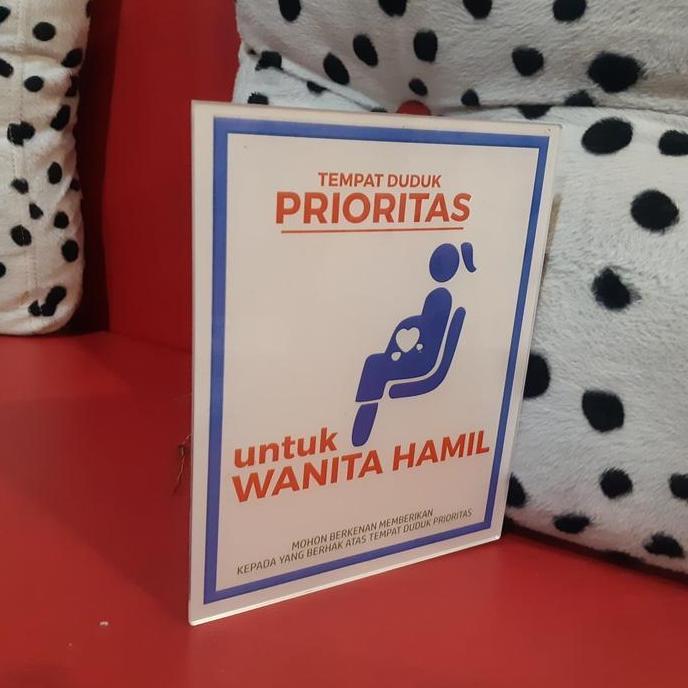 TEMPAT DUDUK
PRIORITAS
untuk
WANITA HAMIL
MOHON BERKENAN MEMBERIKAN
KEPADA YANG BERHAK ATAS TEMPAT DUDUK PRIORITAS